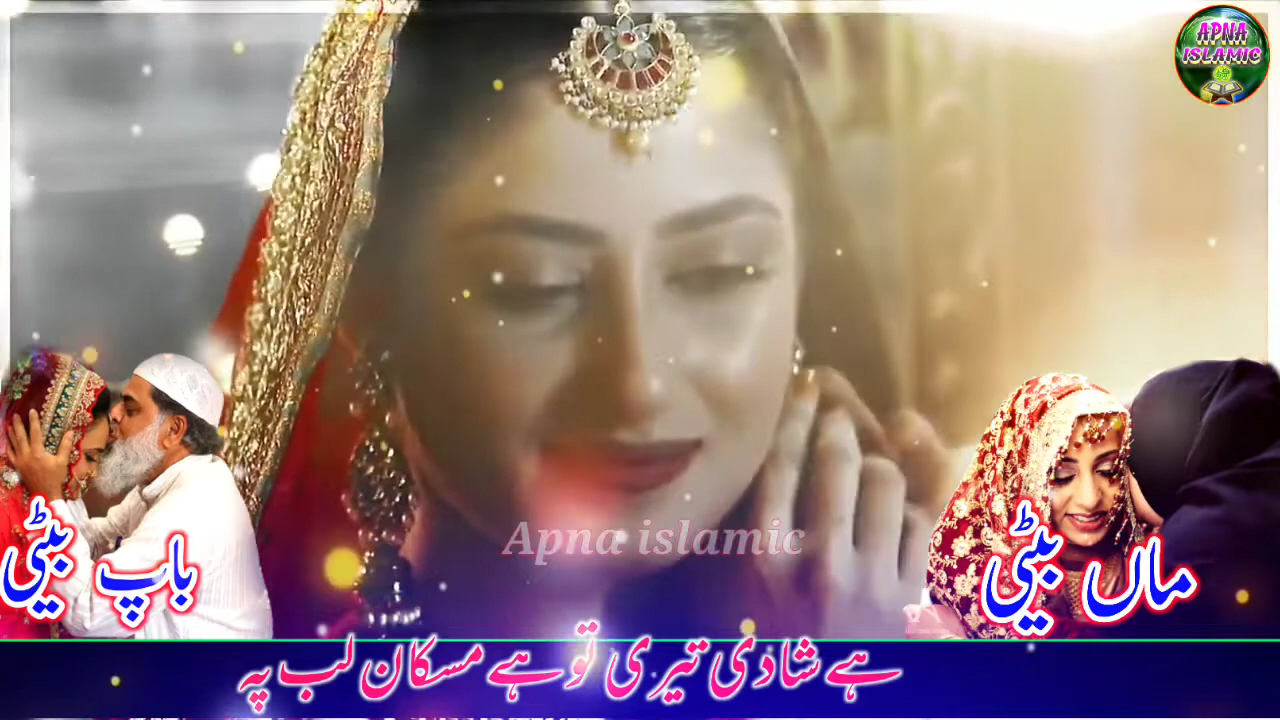 APNA
ISLAMIC
Apna islamic
باپ بیٹی
ماں بیٹی
ہے شادی تیری تو ہے مسکان لب پہ